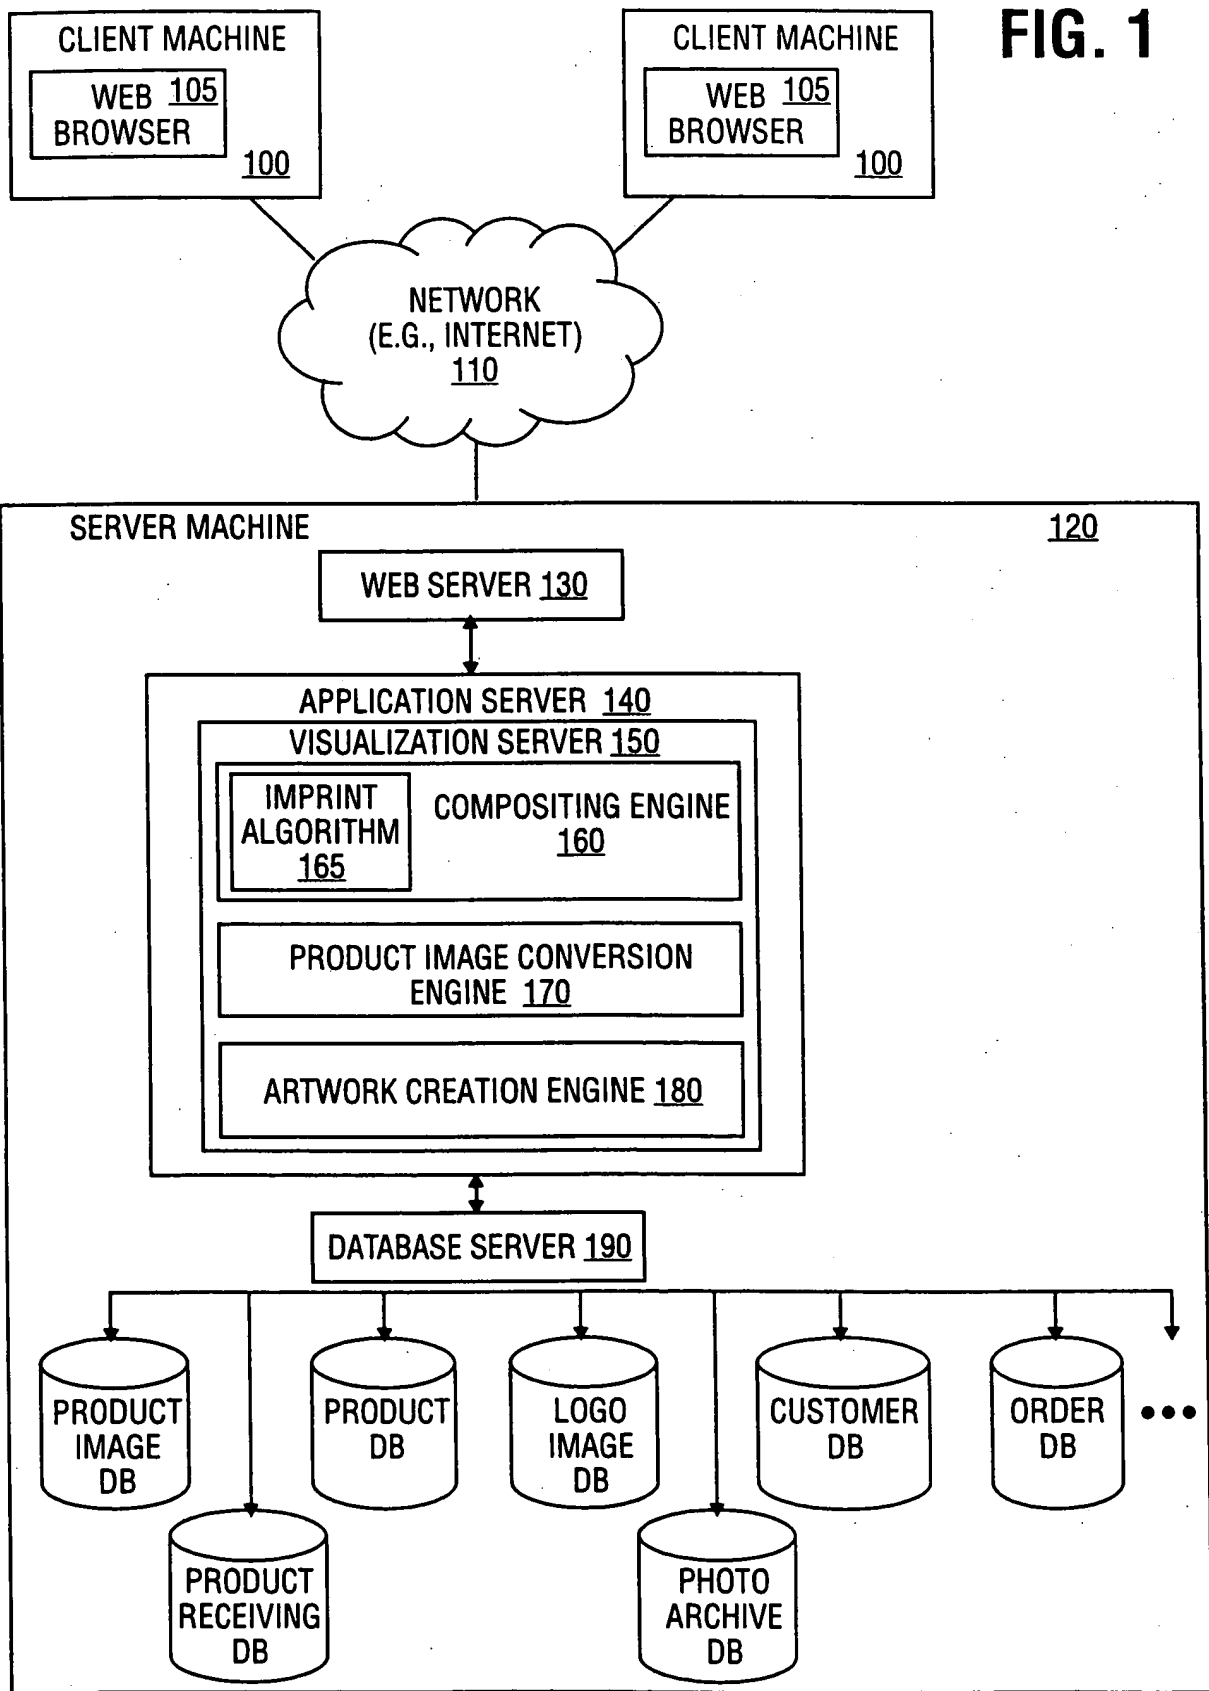 FIG. 1
CLIENT MACHINE
WEB 105
BROWSER
100
CLIENT MACHINE
WEB 105
BROWSER
100
NETWORK
(E.G., INTERNET)
110
SERVER MACHINE
120
WEB SERVER 130
APPLICATION SERVER 140
VISUALIZATION SERVER 150
IMPRINT
ALGORITHM
165
COMPOSITING ENGINE
160
PRODUCT IMAGE CONVERSION
ENGINE 170
ARTWORK CREATION ENGINE 180
DATABASE SERVER 190
PRODUCT
IMAGE
DB
PRODUCT
DB
LOGO
IMAGE
DB
CUSTOMER
DB
ORDER
DB
•••
PRODUCT
RECEIVING
DB
PHOTO
ARCHIVE
DB